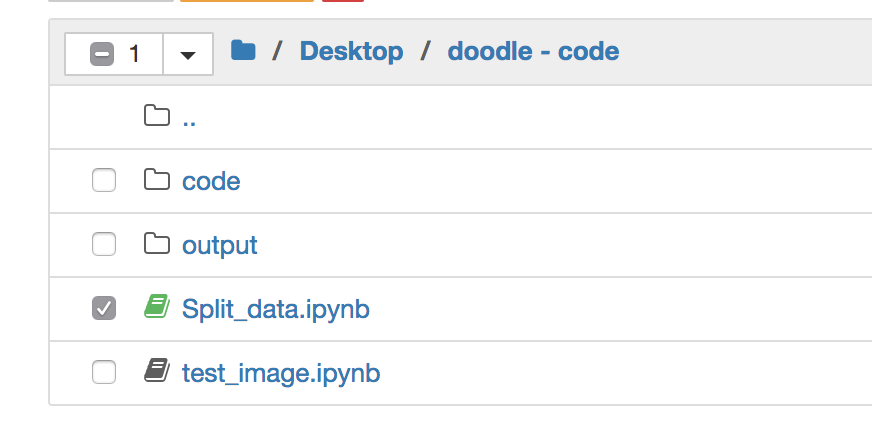 1 / Desktop / doodle - code
..
code
output
Split_data.ipynb
test_image.ipynb